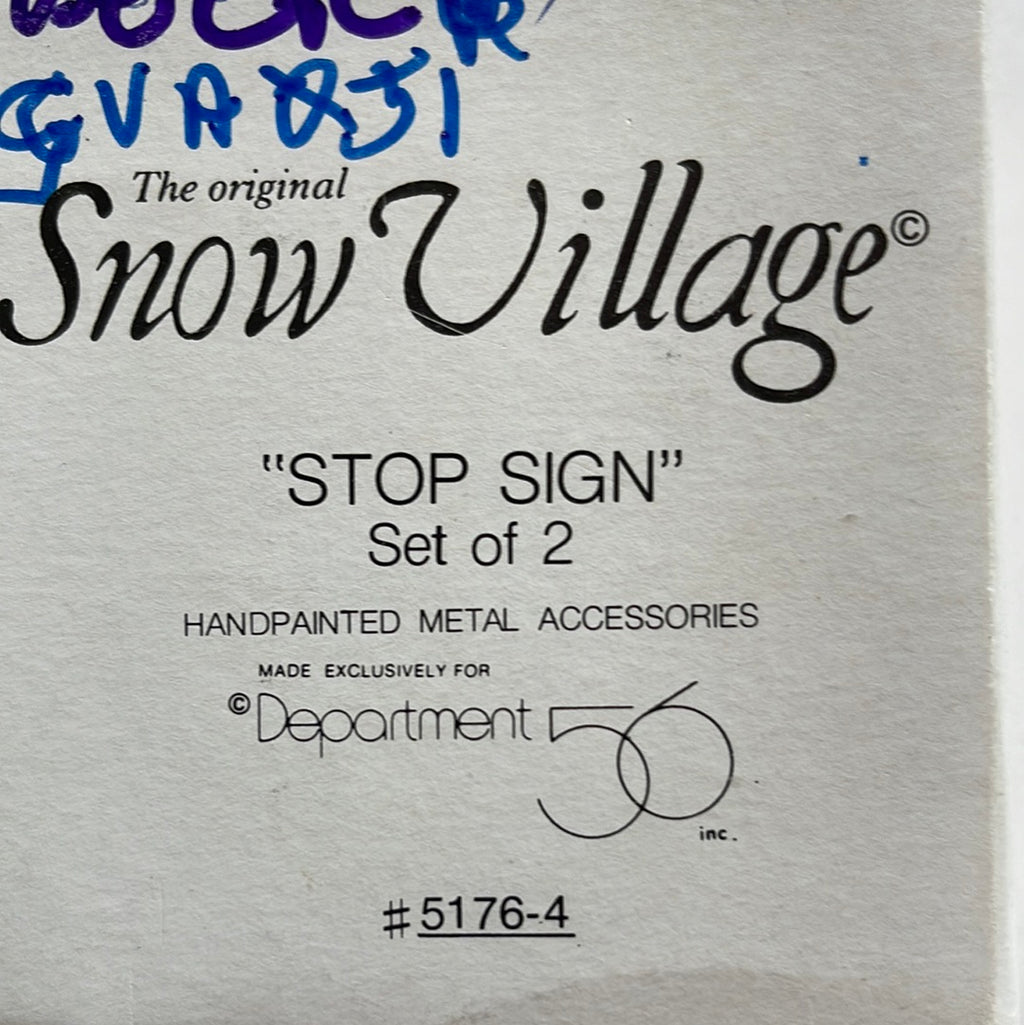 The original
Snow Village©
"STOP SIGN"
Set of 2
HANDPAINTED METAL ACCESSORIES
MADE EXCLUSIVELY FOR
©Department 56
inc.
#5176-4